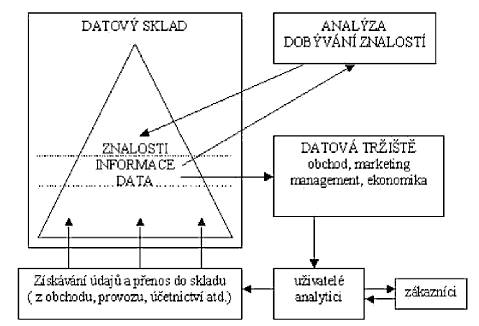 DATOVÝ SKLAD
ANALÝZA
DOBÝVÁNÍ ZNALOSTÍ
ZNALOSTI
INFORMACE
DATA
DATOVÁ TRŽIŠTĚ
obchod, marketing
management, ekonomika
Získávání údajů a přenos do skladu
( z obchodu, provozu, účetnictví atd.)
uživatelé
analytici
zákazníci